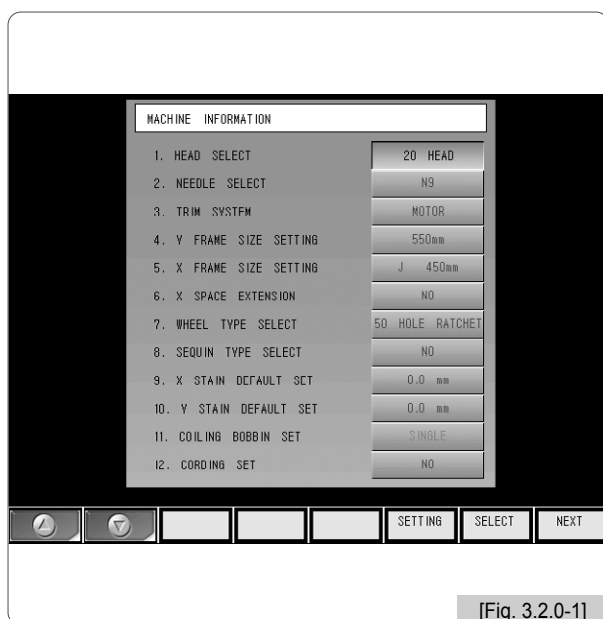 MACHINE INFORMATION
1. HEAD SELECT 20 HEAD
2. NEEDLE SELECT N9
3. TRIM SYSTEM MOTOR
4. Y FRAME SIZE SETTING 550mm
5. X FRAME SIZE SETTING J 450mm
6. X SPACE EXTENSION NO
7. WHEEL TYPE SELECT 50 HOLE RATCHET
8. SEQUIN TYPE SELECT NO
9. X STAIN DEFAULT SET 0.0 mm
10. Y STAIN DEFAULT SET 0.0 mm
11. COILING BOBBIN SET SINGLE
12. CORDING SET NO
SETTING SELECT NEXT
[Fig. 3.2.0-1]